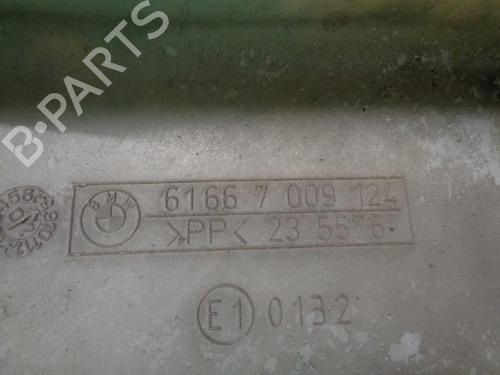 B-PARTS
BMW
6166 7 009 124
>PP< 23 5576
E1 0132